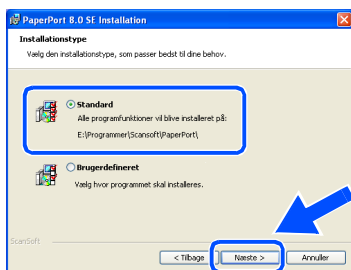 PaperPort 8.0 SE Installation
Installationstype
Vælg den installationstype, som passer bedst til dine behov.
Standard
Alle programfunktioner vil blive installeret på:
E:\Programmer\Scansoft\PaperPort\
Brugerdefineret
Vælg hvor programmet skal installeres.
ScanSoft
< Tilbage Næste > Annuller